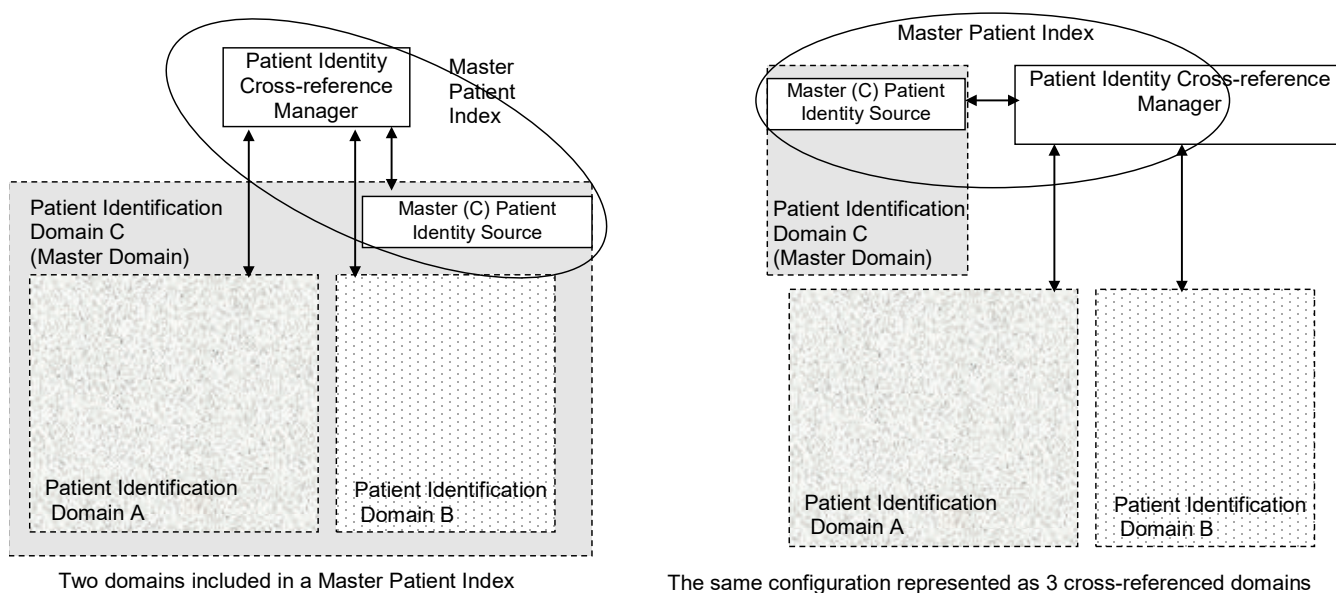 Patient Identity
Cross-reference
Manager
Master
Patient
Index
Patient Identification
Domain C
(Master Domain)
Master (C) Patient
Identity Source
Patient Identification
Domain A
Patient Identification
Domain B
Two domains included in a Master Patient Index
Master Patient Index
Master (C) Patient
Identity Source
Patient Identity Cross-reference
Manager
Patient Identification
Domain C
(Master Domain)
Patient Identification
Domain A
Patient Identification
Domain B
The same configuration represented as 3 cross-referenced domains